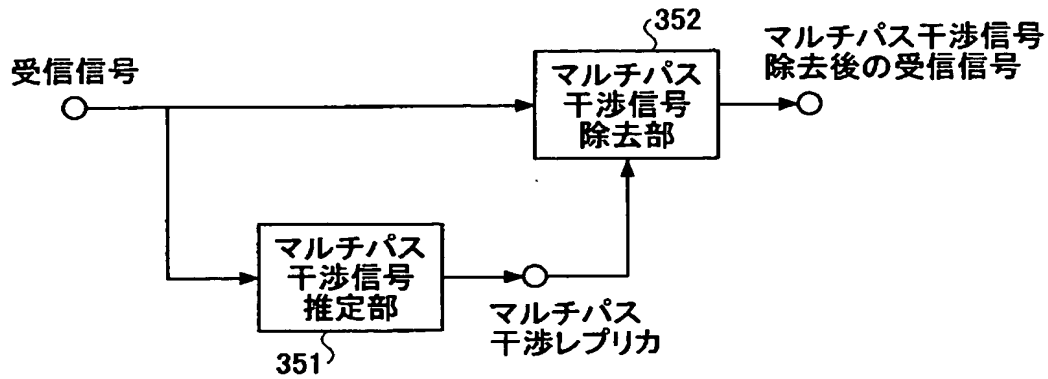 受信信号
352
マルチパス
干渉信号
除去部
マルチパス干渉信号
除去後の受信信号
マルチパス
干渉信号
推定部
351
マルチパス
干渉レプリカ